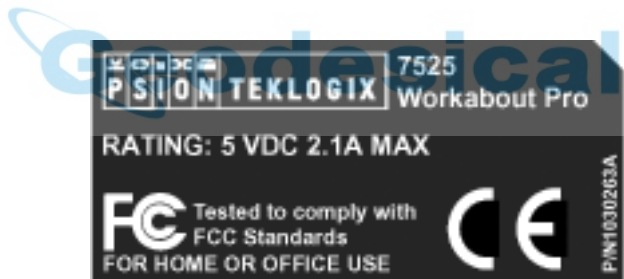 Geodesical
PSION TEKLOGIX
7525
Workabout Pro
RATING: 5 VDC 2.1A MAX
FC Tested to comply with
FCC Standards
FOR HOME OR OFFICE USE
CE
P/N1030263A